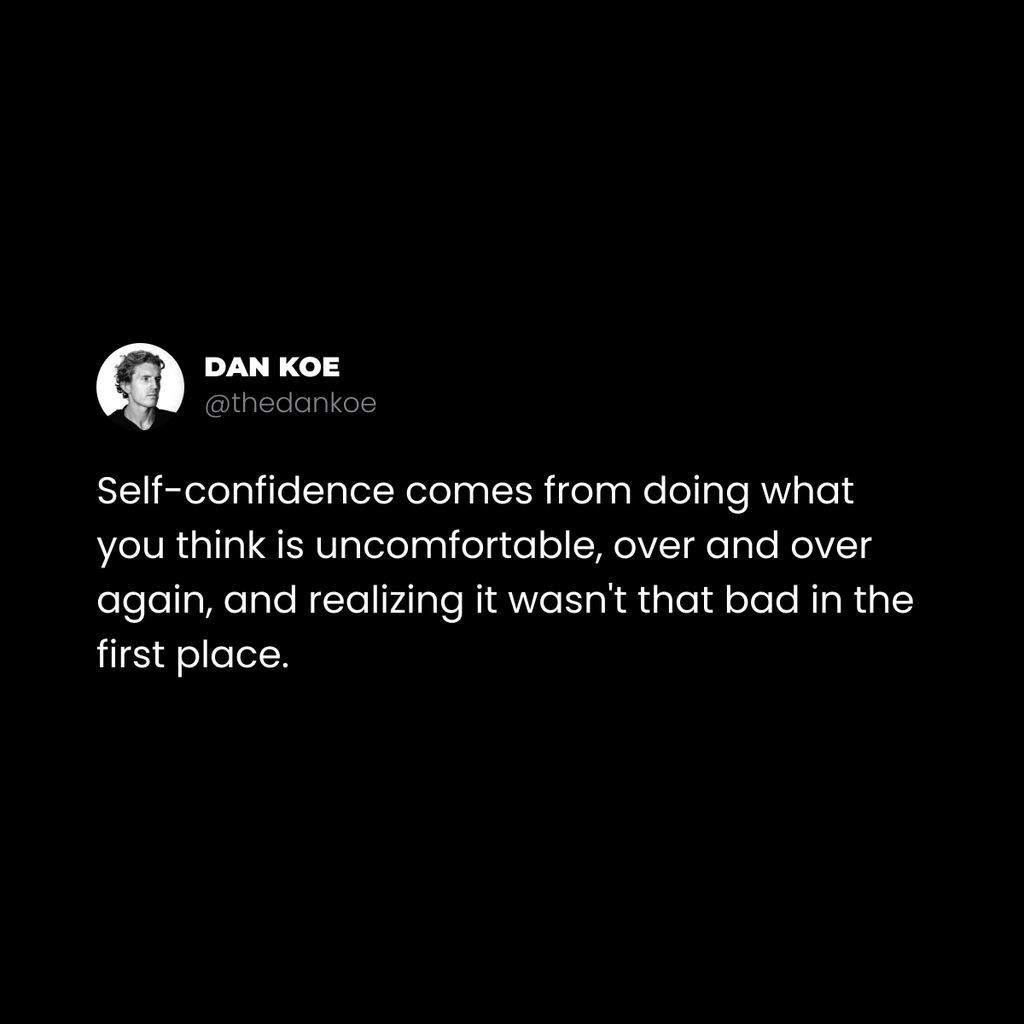 DAN KOE
@thedankoe
Self-confidence comes from doing what
you think is uncomfortable, over and over
again, and realizing it wasn't that bad in the
first place.